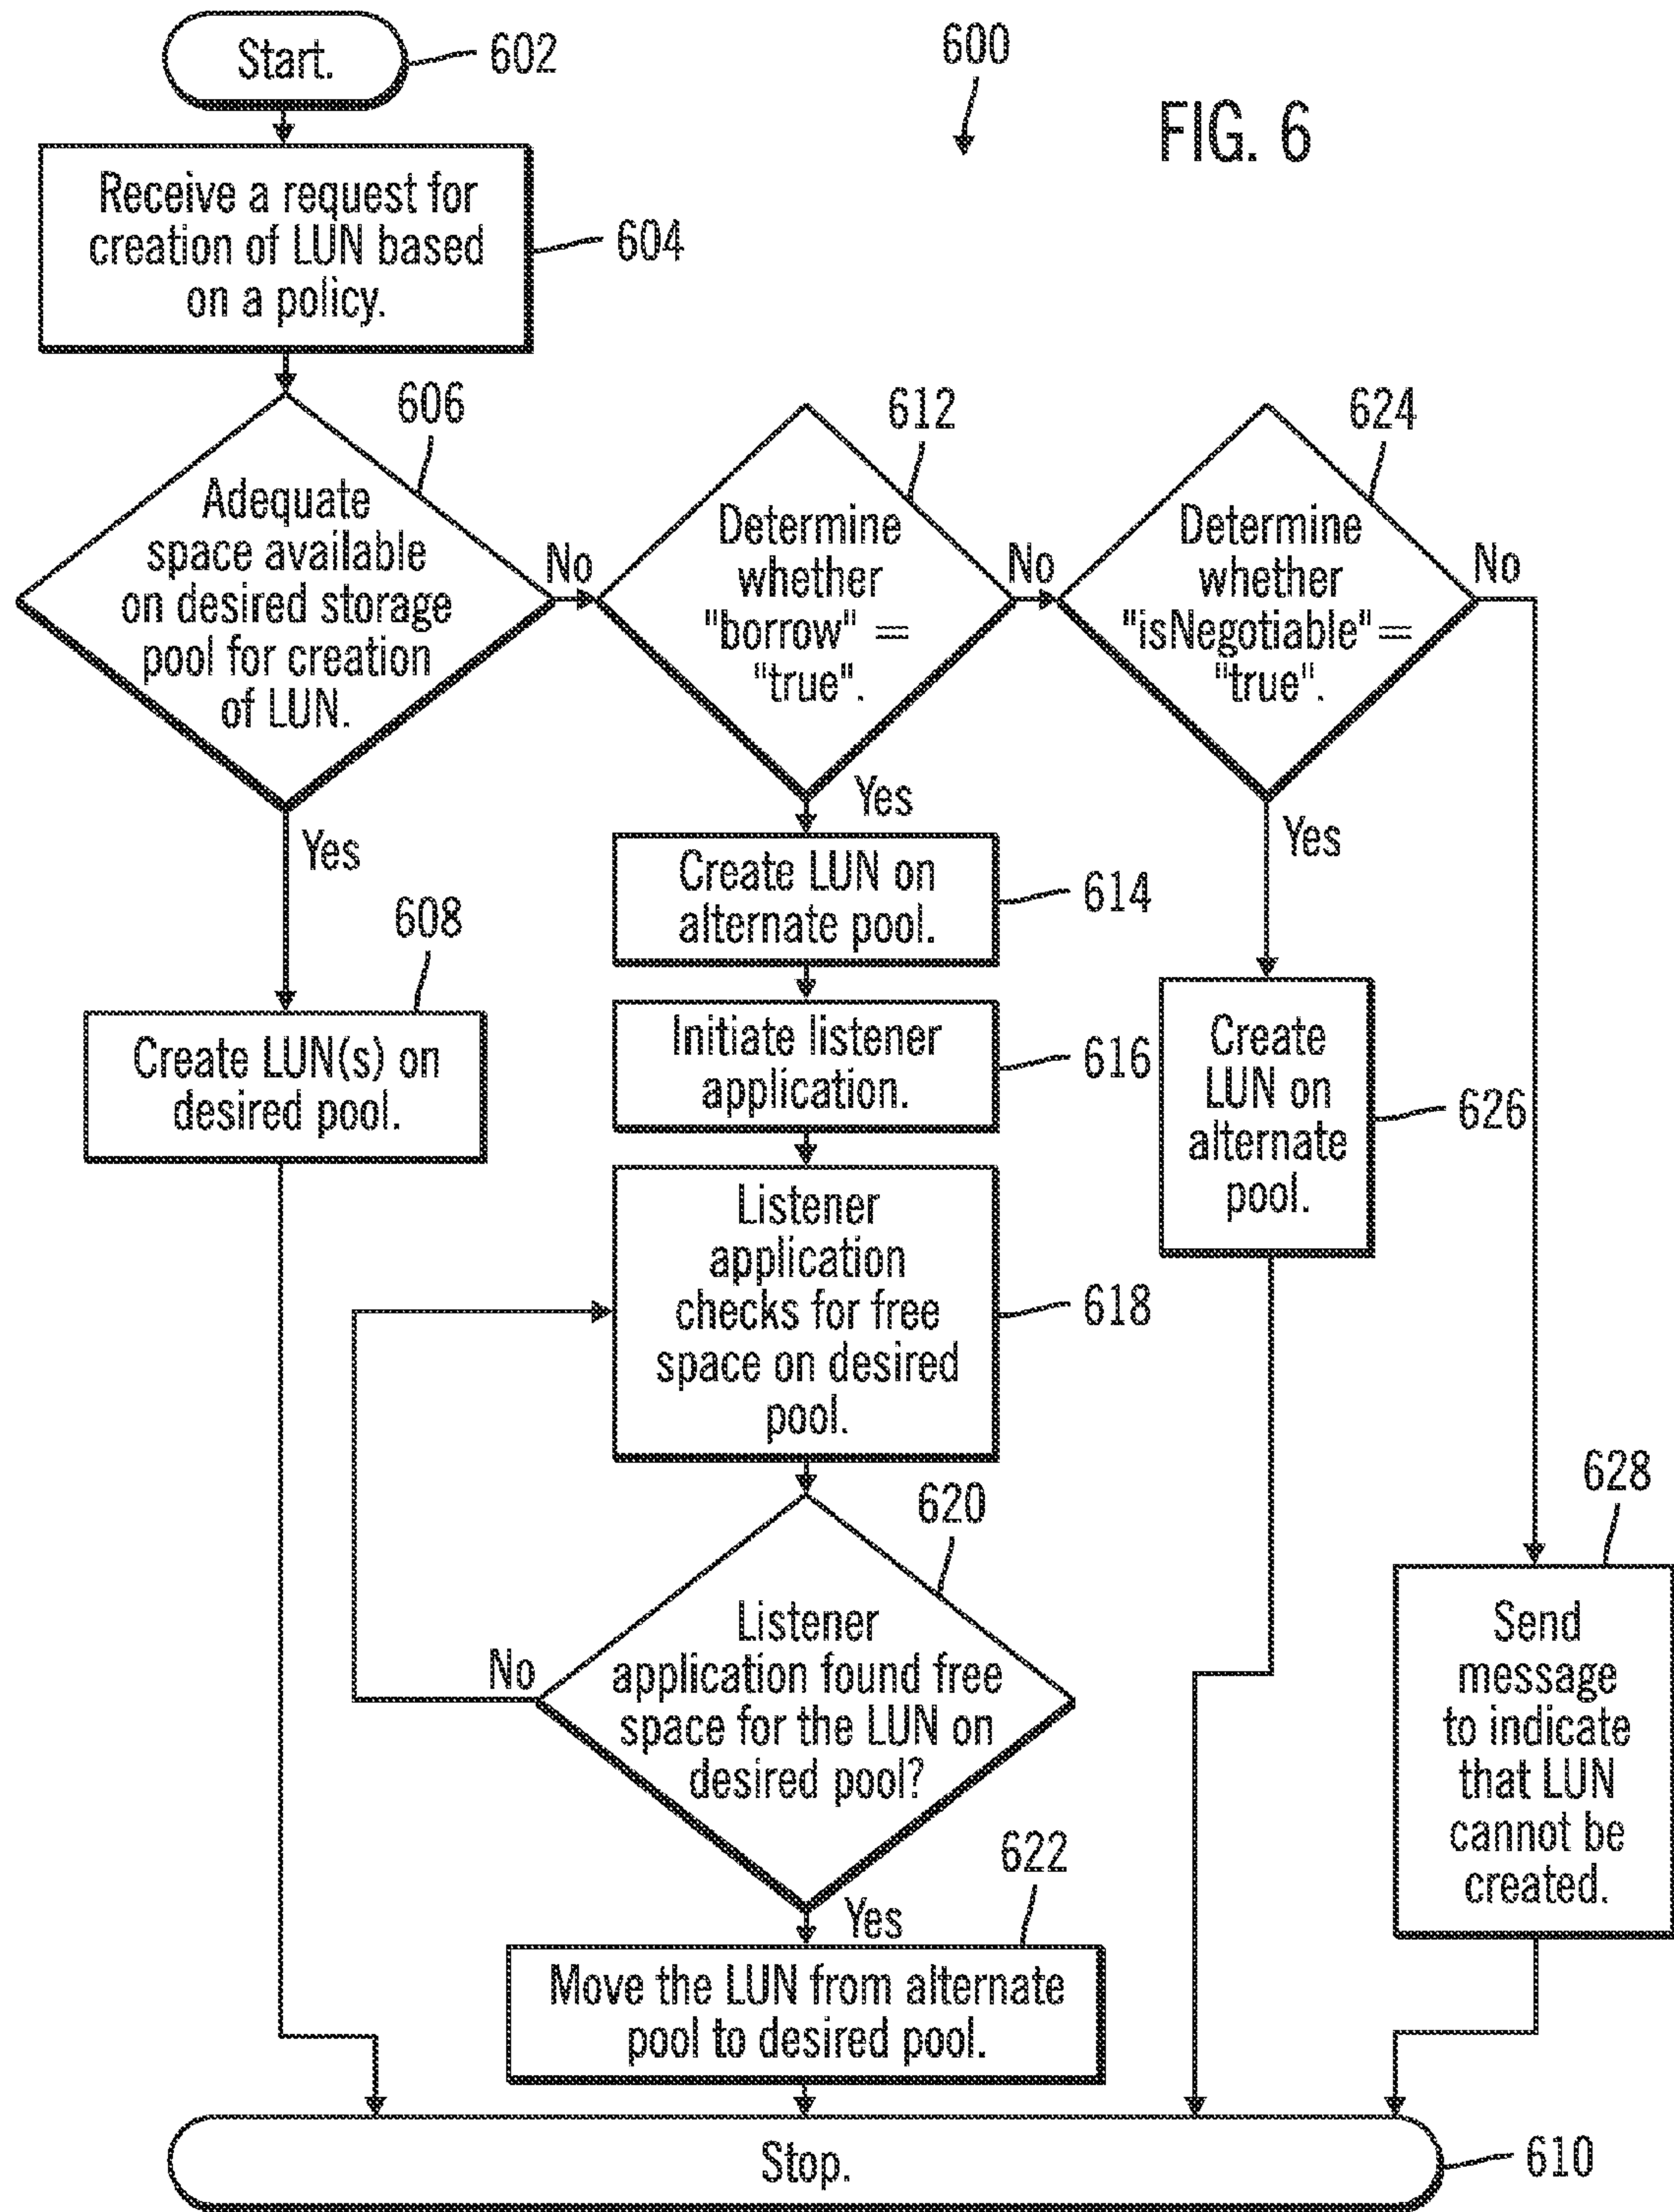 Start.
602
600
FIG. 6
Receive a request for
creation of LUN based
on a policy.
604
606
Adequate
space available
on desired storage
pool for creation
of LUN.
No
Yes
612
Determine
whether
"borrow" ==
"true".
No
Yes
624
Determine
whether
"isNegotiable"==
"true".
No
Yes
608
Create LUN(s) on
desired pool.
Create LUN on
alternate pool.
614
Initiate listener
application.
616
Listener
application
checks for free
space on desired
pool.
618
620
Listener
application found free
space for the LUN on
desired pool?
No
Yes
622
Move the LUN from alternate
pool to desired pool.
Create
LUN on
alternate
pool.
626
628
Send
message
to indicate
that LUN
cannot be
created.
Stop.
610